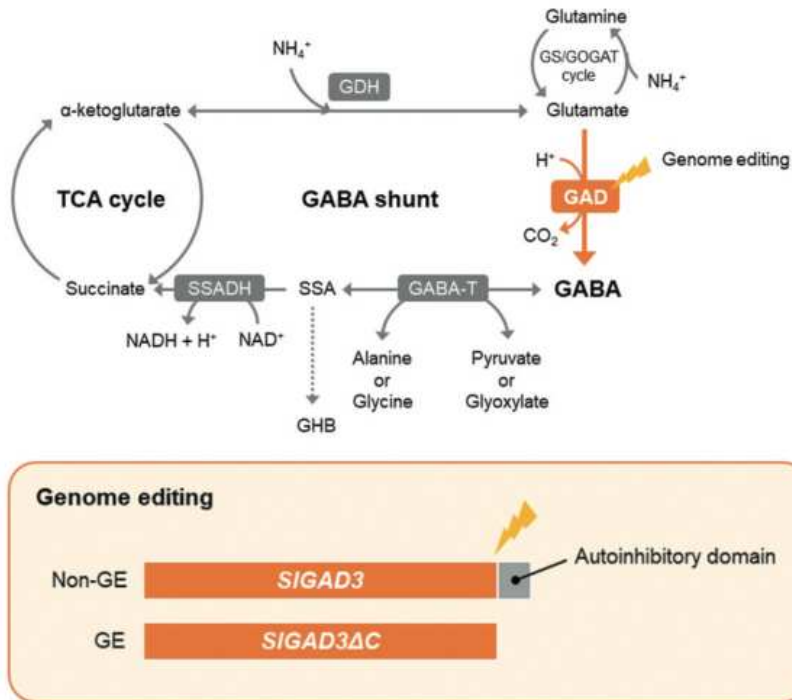 Glutamine
GS/GOGAT
cycle
NH₄⁺
NH₄⁺
GDH
α-ketoglutarate
Glutamate
H⁺
Genome editing
TCA cycle
GABA shunt
GAD
CO₂
Succinate
SSADH
SSA
GABA-T
GABA
NADH + H⁺
NAD⁺
Alanine
or
Glycine
Pyruvate
or
Glyoxylate
GHB
Genome editing
Autoinhibitory domain
Non-GE
SlGAD3
GE
SlGAD3ΔC